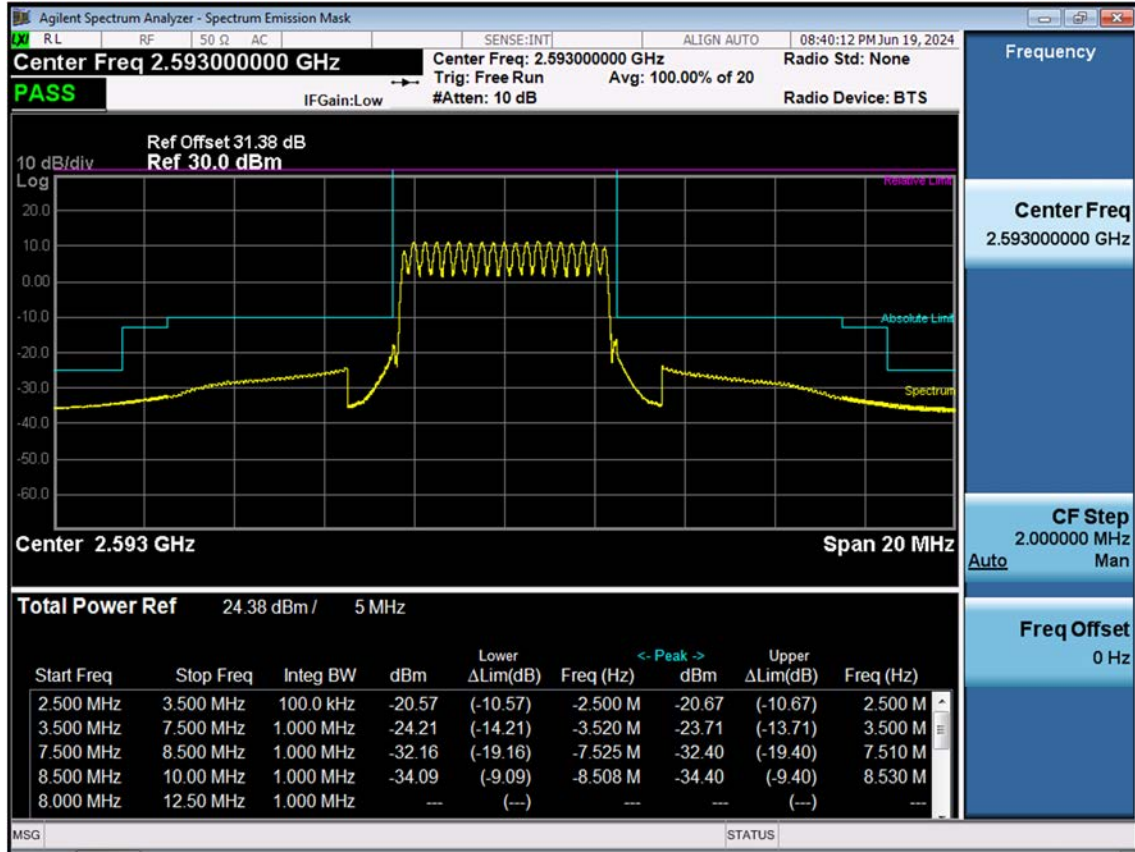 Agilent Spectrum Analyzer - Spectrum Emission Mask
LXI RL RF 50 Ω AC SENSE:INT ALIGN AUTO 08:40:12 PM Jun 19, 2024
Center Freq 2.593000000 GHz
Center Freq: 2.593000000 GHz Radio Std: None
Trig: Free Run Avg: 100.00% of 20
PASS
IFGain:Low #Atten: 10 dB Radio Device: BTS
Ref Offset 31.38 dB
10 dB/div Ref 30.0 dBm
Log
Relative Limit
20.0
10.0
0.00
-10.0
Absolute Limit
-20.0
-30.0
Spectrum
-40.0
-50.0
-60.0
Center 2.593 GHz Span 20 MHz
Total Power Ref 24.38 dBm / 5 MHz
Lower <- Peak -> Upper
Start Freq Stop Freq Integ BW dBm ΔLim(dB) Freq (Hz) dBm ΔLim(dB) Freq (Hz)
2.500 MHz 3.500 MHz 100.0 kHz -20.57 (-10.57) -2.500 M -20.67 (-10.67) 2.500 M
3.500 MHz 7.500 MHz 1.000 MHz -24.21 (-14.21) -3.520 M -23.71 (-13.71) 3.500 M
7.500 MHz 8.500 MHz 1.000 MHz -32.16 (-19.16) -7.525 M -32.40 (-19.40) 7.510 M
8.500 MHz 10.00 MHz 1.000 MHz -34.09 (-9.09) -8.508 M -34.40 (-9.40) 8.530 M
8.000 MHz 12.50 MHz 1.000 MHz --- (---) --- --- (---) ---
MSG STATUS
Frequency
Center Freq
2.593000000 GHz
CF Step
2.000000 MHz
Auto Man
Freq Offset
0 Hz